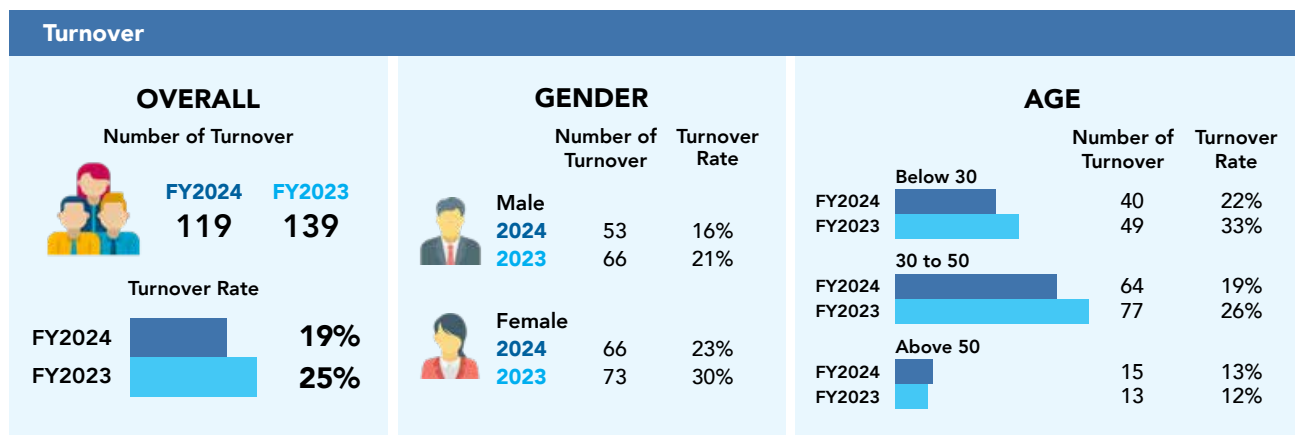 Turnover
OVERALL
Number of Turnover
FY2024 FY2023
119 139
Turnover Rate
FY2024 19%
FY2023 25%
GENDER
Number of Turnover Turnover Rate
Male
2024 53 16%
2023 66 21%
Female
2024 66 23%
2023 73 30%
AGE
Number of Turnover Turnover Rate
Below 30
FY2024 40 22%
FY2023 49 33%
30 to 50
FY2024 64 19%
FY2023 77 26%
Above 50
FY2024 15 13%
FY2023 13 12%